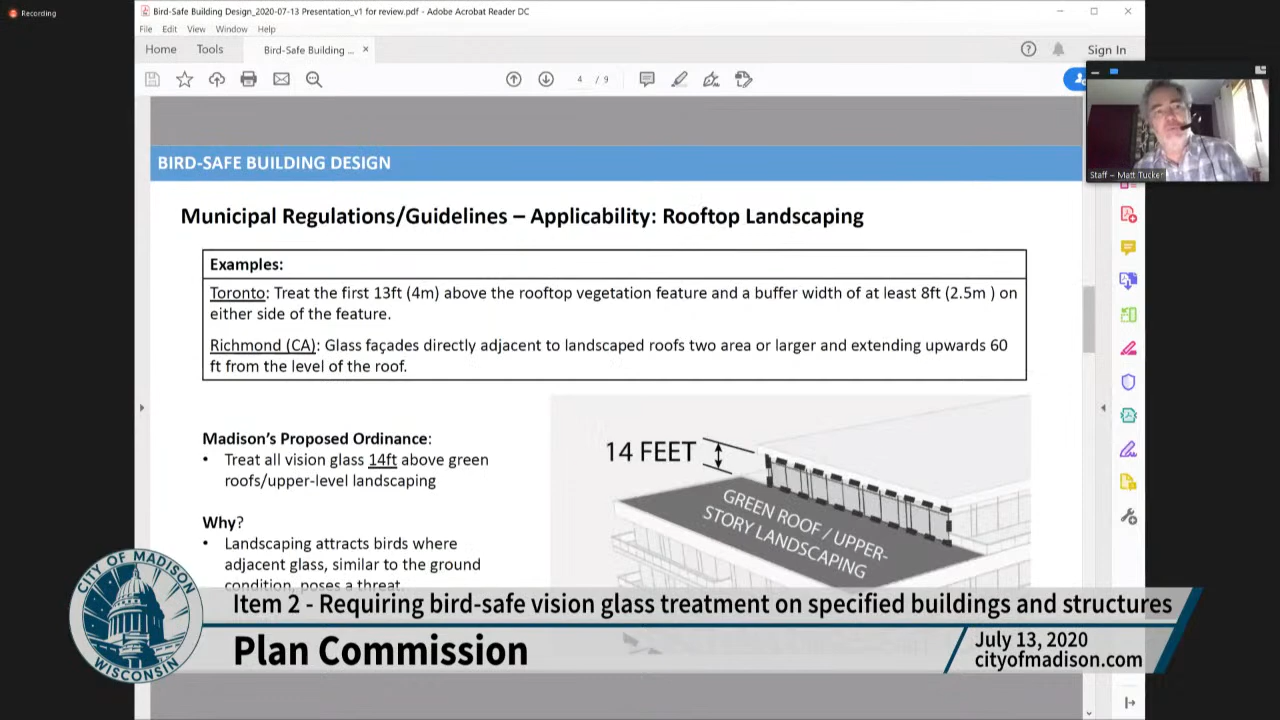 Recording
Bird-Safe Building Design_2020-07-13 Presentation_v1 for review.pdf - Adobe Acrobat Reader DC
File Edit View Window Help
Home Tools Bird-Safe Building ... × Sign In
4 / 9
Staff – Matt Tucker
BIRD-SAFE BUILDING DESIGN
Municipal Regulations/Guidelines – Applicability: Rooftop Landscaping
Examples:
Toronto: Treat the first 13ft (4m) above the rooftop vegetation feature and a buffer width of at least 8ft (2.5m ) on
either side of the feature.
Richmond (CA): Glass façades directly adjacent to landscaped roofs two area or larger and extending upwards 60
ft from the level of the roof.
Madison's Proposed Ordinance:
• Treat all vision glass 14ft above green
roofs/upper-level landscaping
Why?
• Landscaping attracts birds where
adjacent glass, similar to the ground
condition, poses a threat.
14 FEET
GREEN ROOF / UPPER-
STORY LANDSCAPING
CITY OF MADISON
WISCONSIN
Item 2 - Requiring bird-safe vision glass treatment on specified buildings and structures
Plan Commission
July 13, 2020
cityofmadison.com